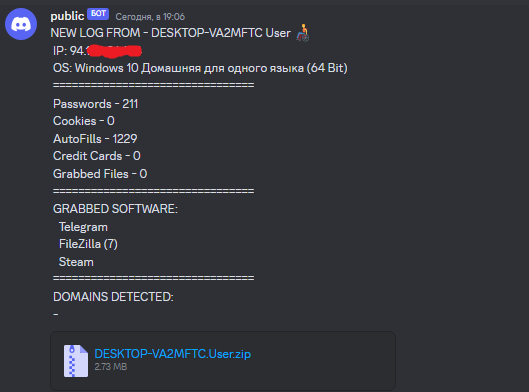 public БОТ Сегодня, в 19:06
NEW LOG FROM - DESKTOP-VA2MFTC User
IP: 94.
OS: Windows 10 Домашняя для одного языка (64 Bit)
================================
Passwords - 211
Cookies - 0
AutoFills - 1229
Credit Cards - 0
Grabbed Files - 0
================================
GRABBED SOFTWARE:
Telegram
FileZilla (7)
Steam
================================
DOMAINS DETECTED:
-
DESKTOP-VA2MFTC.User.zip
2.73 MB